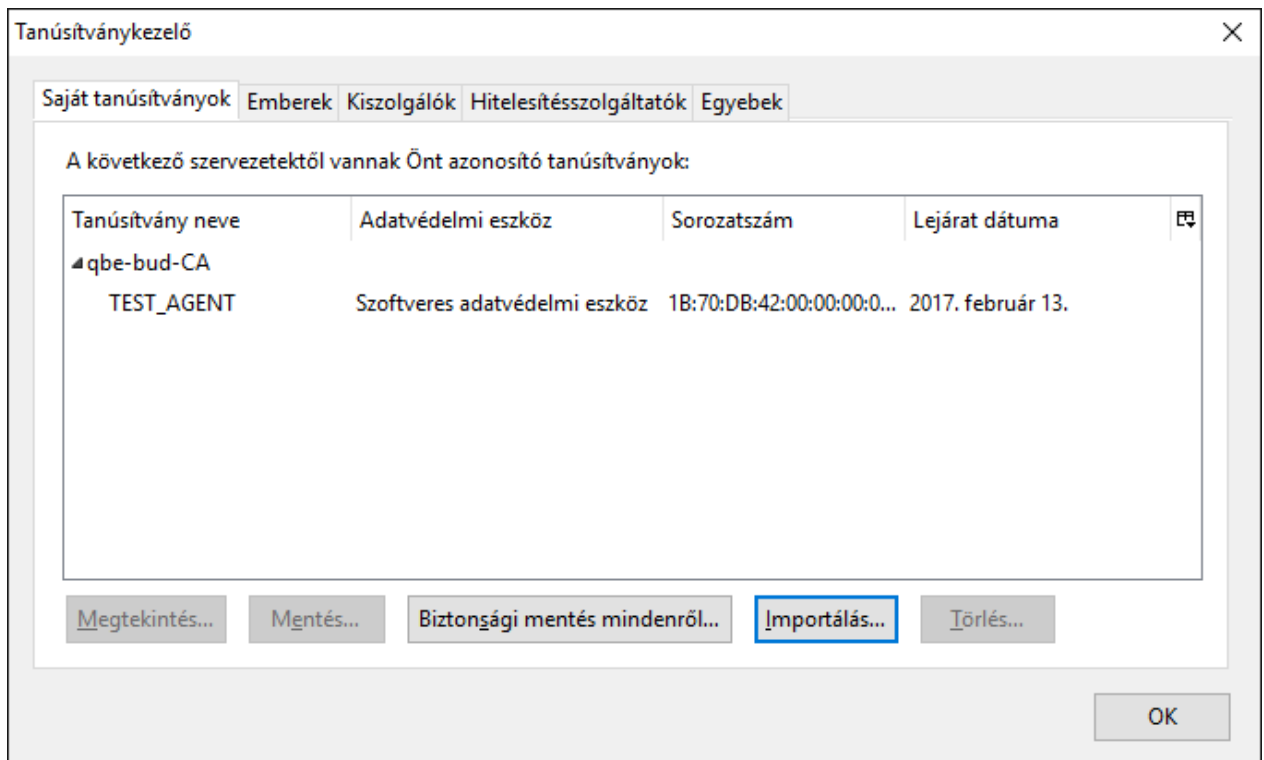 Tanúsítványkezelő
Saját tanúsítványok Emberek Kiszolgálók Hitelesítésszolgáltatók Egyebek
A következő szervezetektől vannak Önt azonosító tanúsítványok:
Tanúsítvány neve Adatvédelmi eszköz Sorozatszám Lejárat dátuma
qbe-bud-CA
TEST_AGENT Szoftveres adatvédelmi eszköz 1B:70:DB:42:00:00:00:0... 2017. február 13.
Megtekintés... Mentés... Biztonsági mentés mindenről... Importálás... Törlés...
OK